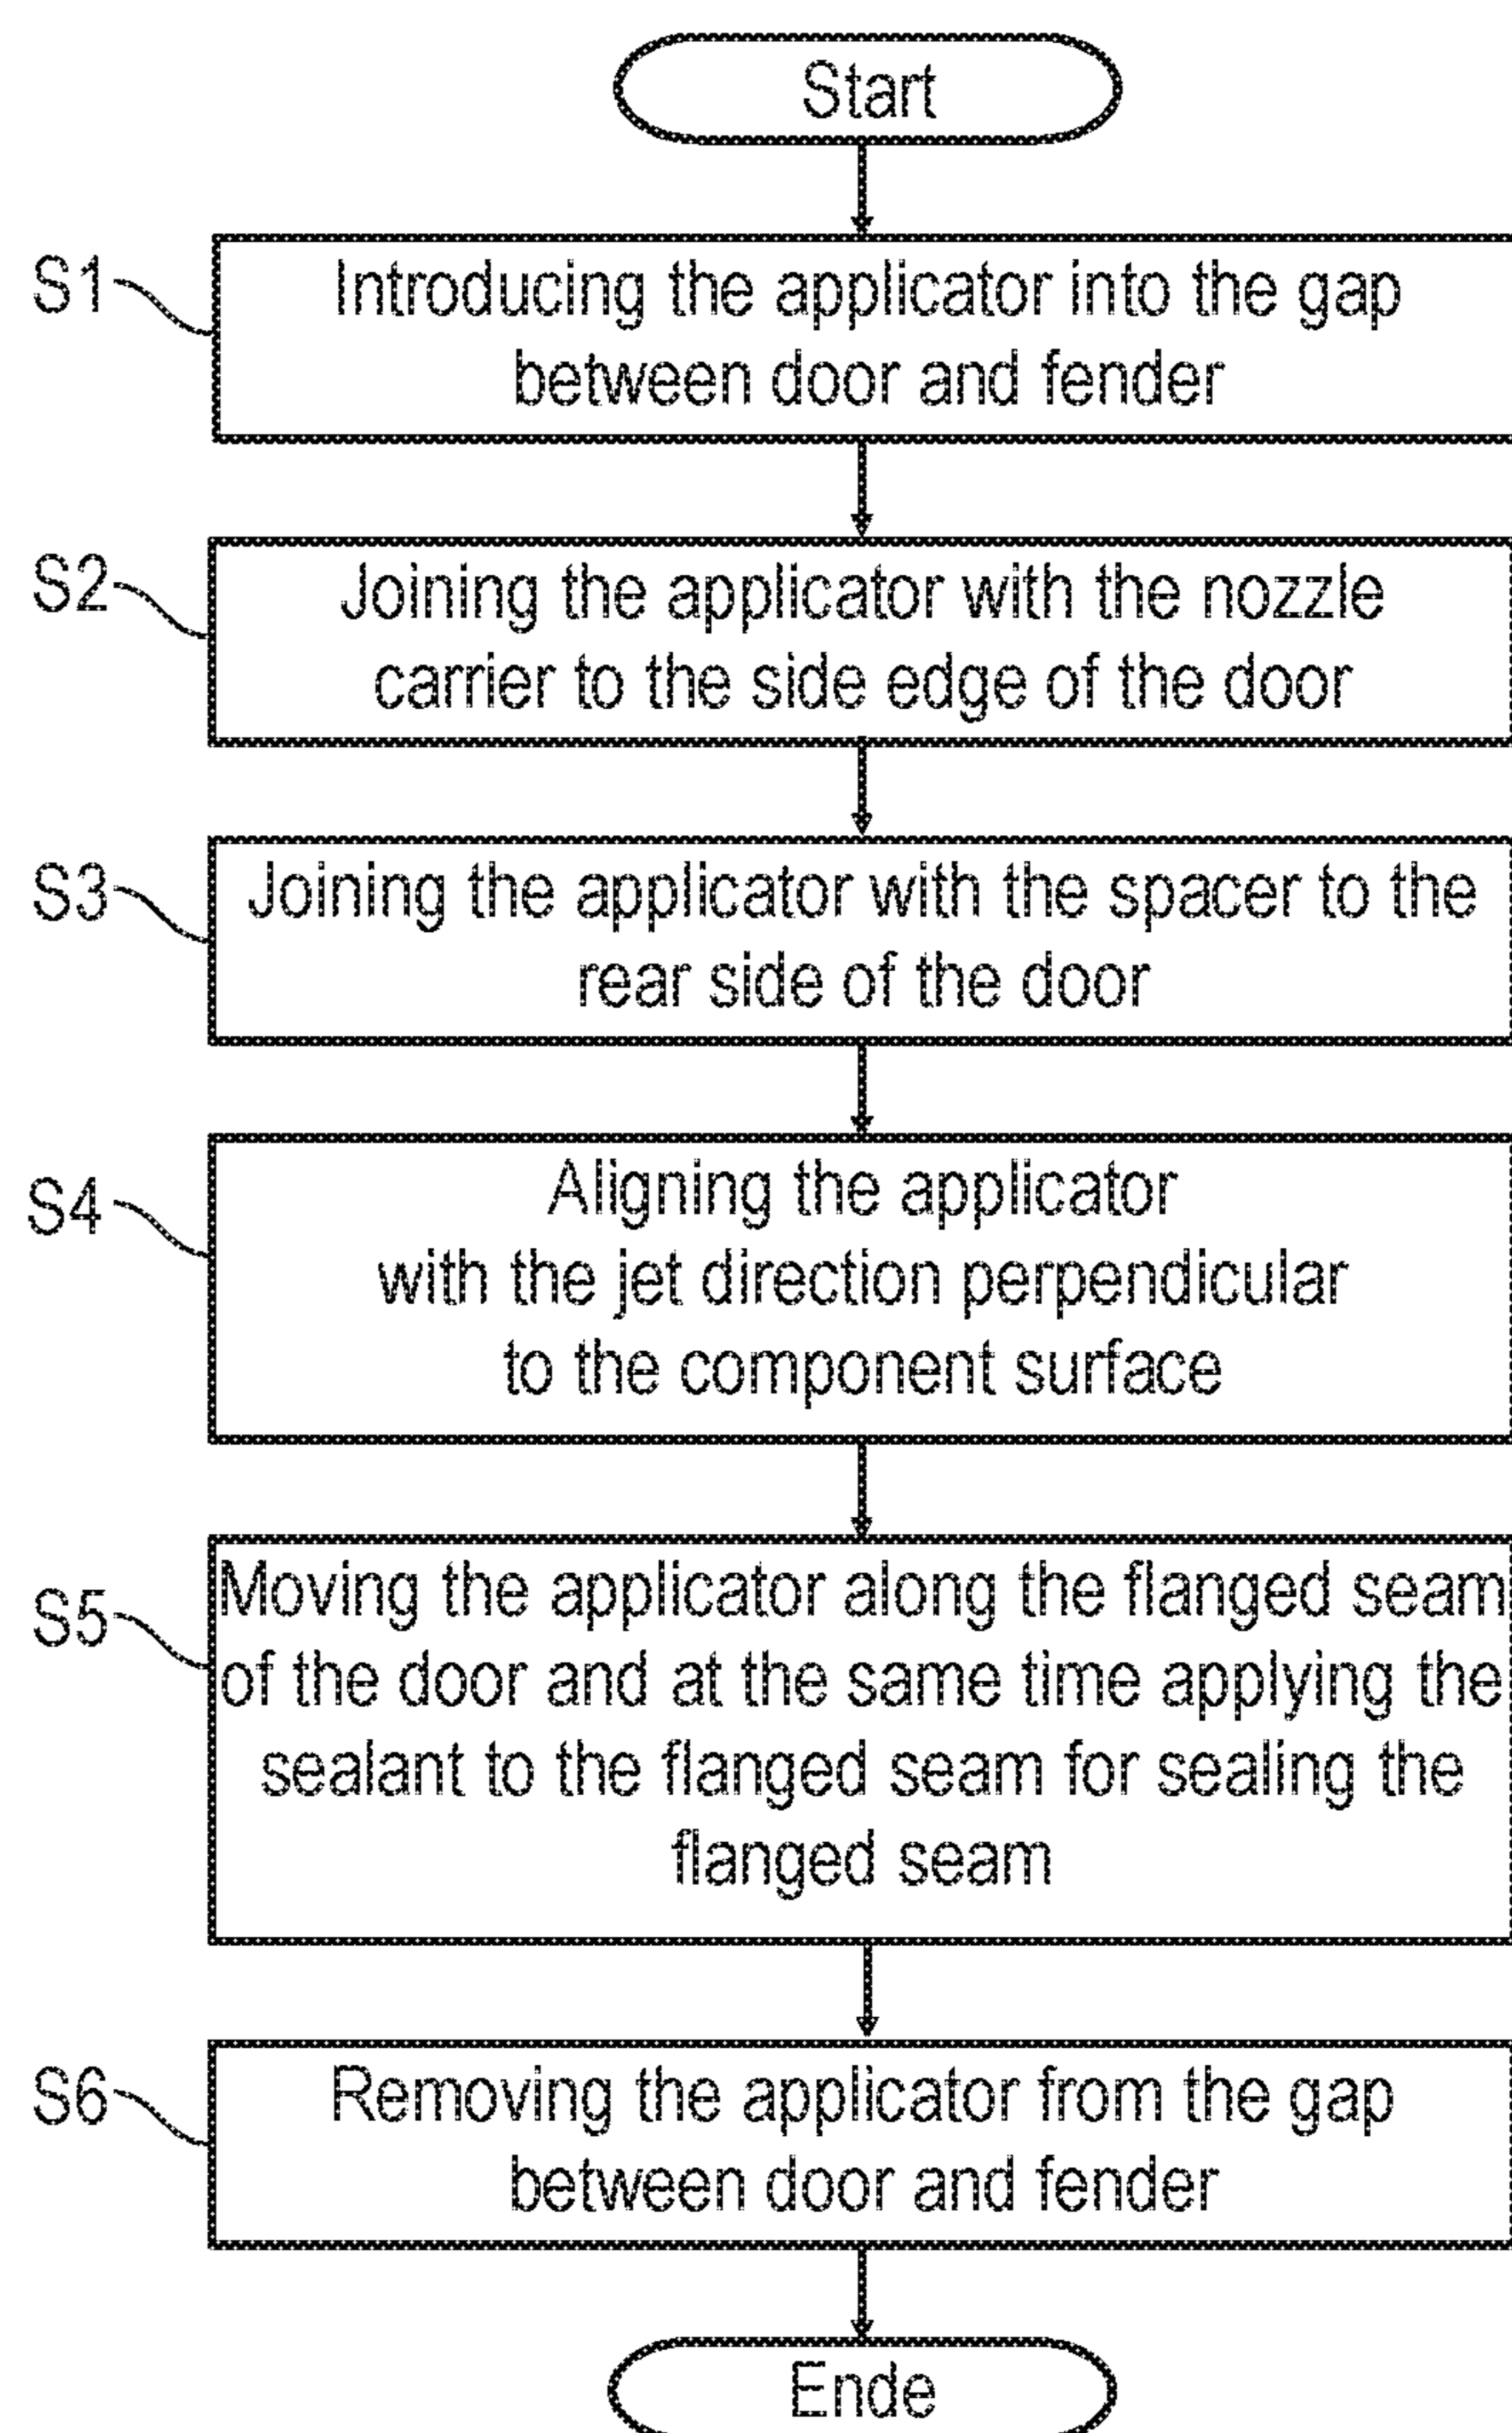 Start
S1
Introducing the applicator into the gap
between door and fender
S2
Joining the applicator with the nozzle
carrier to the side edge of the door
S3
Joining the applicator with the spacer to the
rear side of the door
S4
Aligning the applicator
with the jet direction perpendicular
to the component surface
S5
Moving the applicator along the flanged seam
of the door and at the same time applying the
sealant to the flanged seam for sealing the
flanged seam
S6
Removing the applicator from the gap
between door and fender
Ende